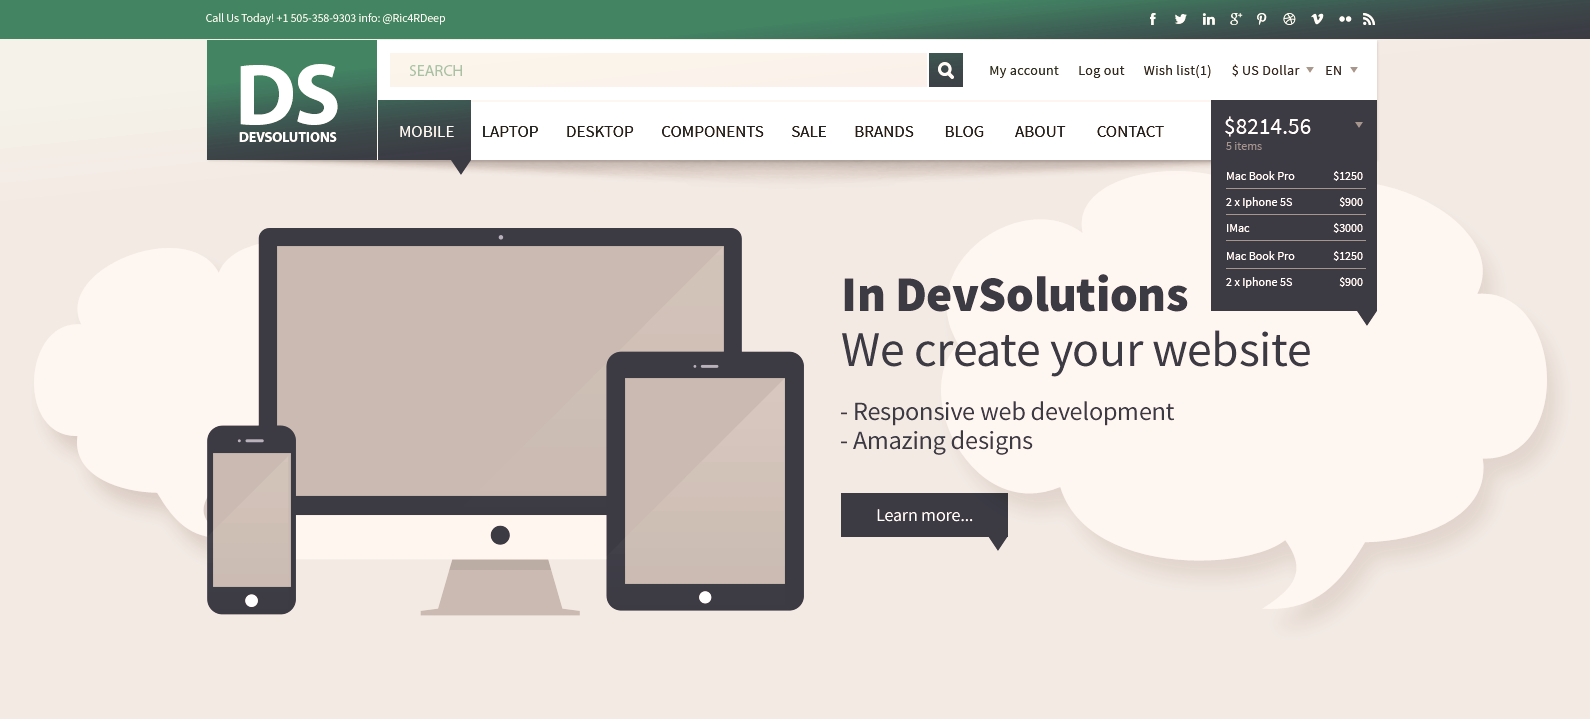 Call Us Today! +1 505-358-9303 info: @Ric4RDeep
DS
DEVSOLUTIONS
SEARCH
My account Log out Wish list(1) $ US Dollar EN
MOBILE LAPTOP DESKTOP COMPONENTS SALE BRANDS BLOG ABOUT CONTACT
$8214.56
5 items
Mac Book Pro $1250
2 x Iphone 5S $900
IMac $3000
Mac Book Pro $1250
2 x Iphone 5S $900
In DevSolutions
We create your website
- Responsive web development
- Amazing designs
Learn more...